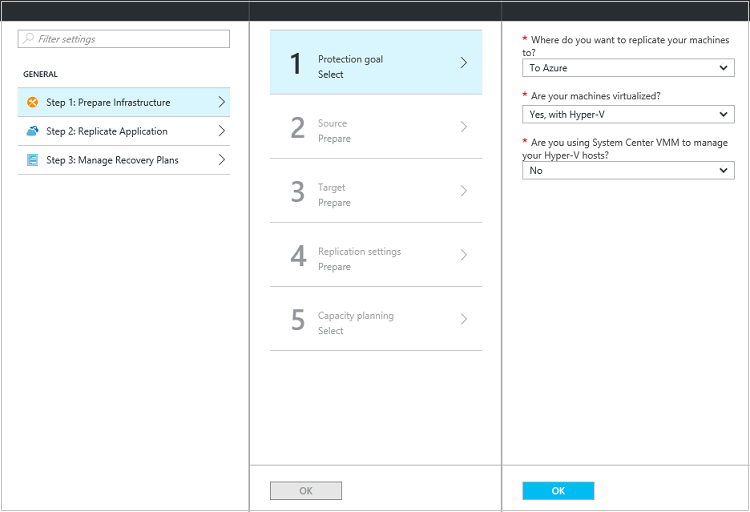 Filter settings
GENERAL
Step 1: Prepare Infrastructure
Step 2: Replicate Application
Step 3: Manage Recovery Plans
1
Protection goal
Select
2
Source
Prepare
3
Target
Prepare
4
Replication settings
Prepare
5
Capacity planning
Select
OK
* Where do you want to replicate your machines
to?
To Azure
* Are your machines virtualized?
Yes, with Hyper-V
* Are you using System Center VMM to manage
your Hyper-V hosts?
No
OK